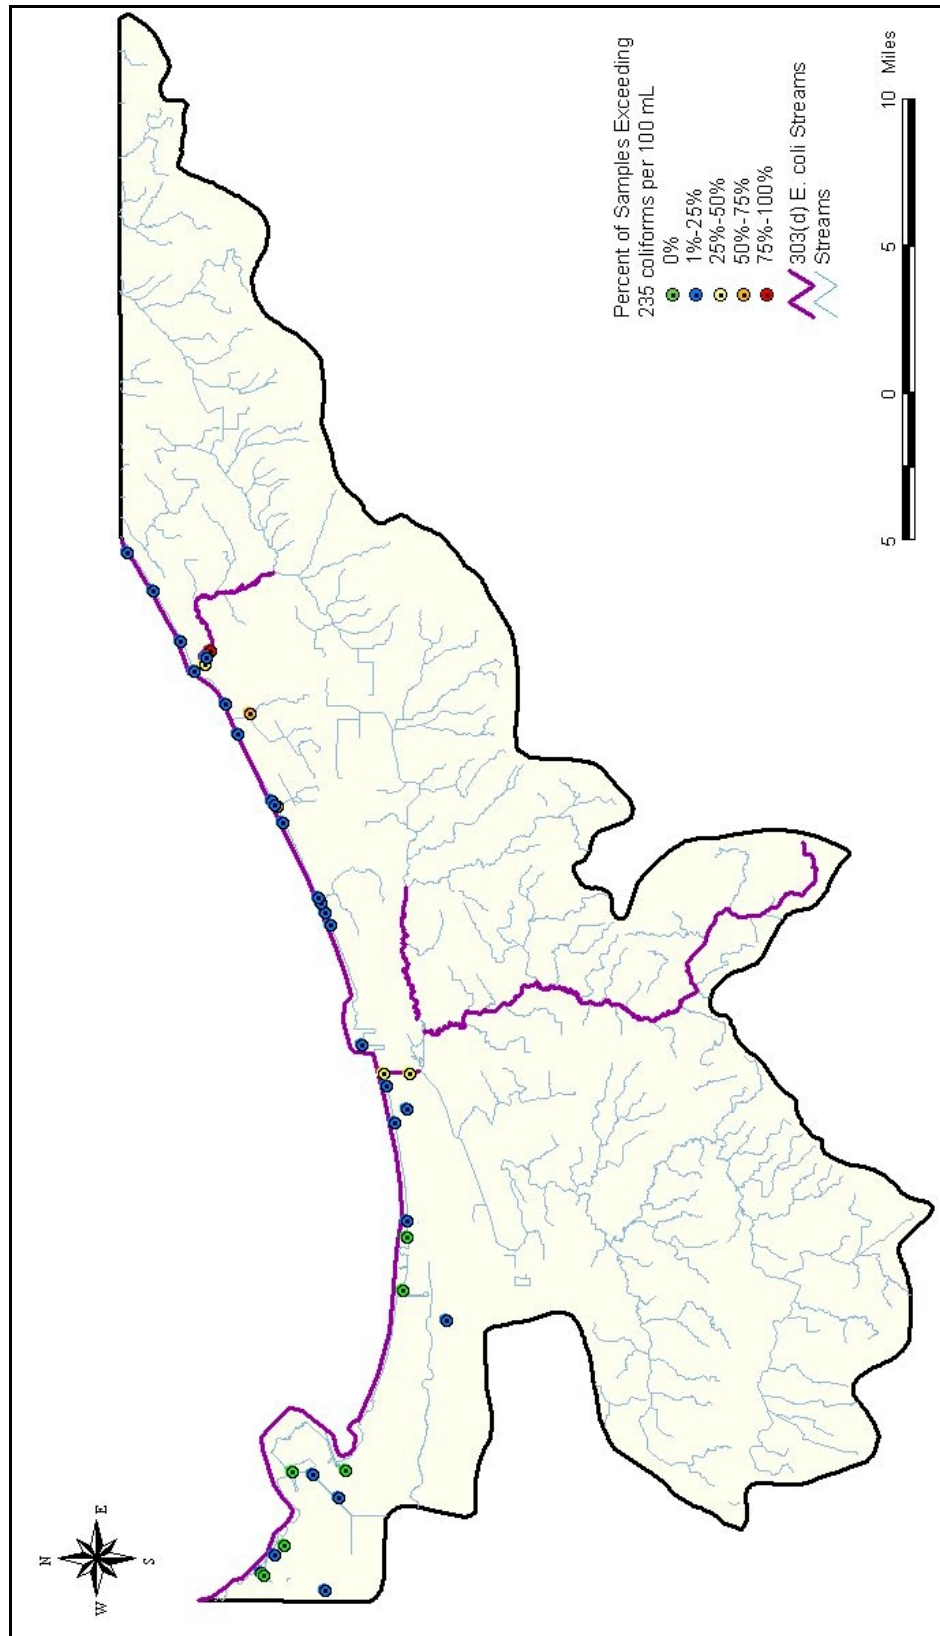 N
W
E
S
Percent of Samples Exceeding
235 coliforms per 100 mL
0%
1%-25%
25%-50%
50%-75%
75%-100%
303(d) E. coli Streams
Streams
5 0 5 10 Miles